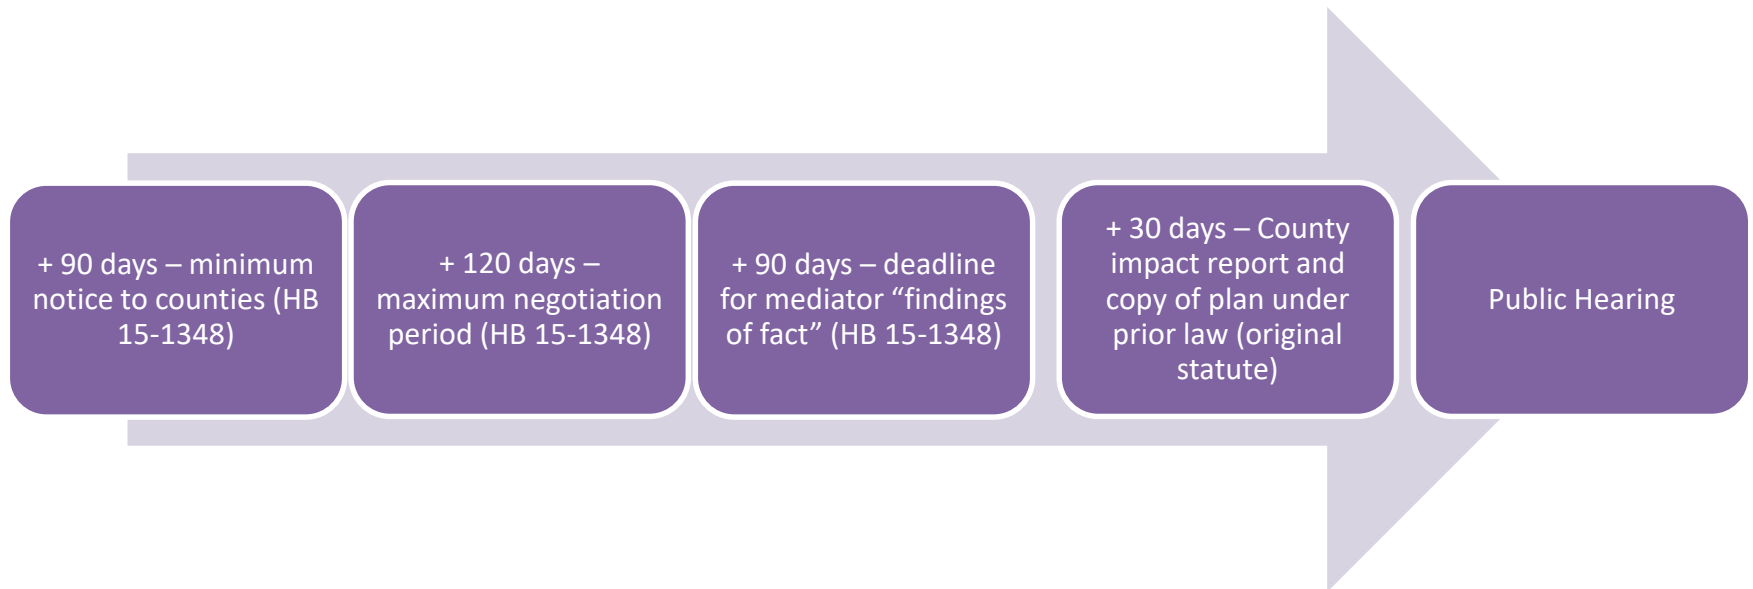 + 90 days – minimum
notice to counties (HB
15-1348)
+ 120 days –
maximum negotiation
period (HB 15-1348)
+ 90 days – deadline
for mediator “findings
of fact” (HB 15-1348)
+ 30 days – County
impact report and
copy of plan under
prior law (original
statute)
Public Hearing